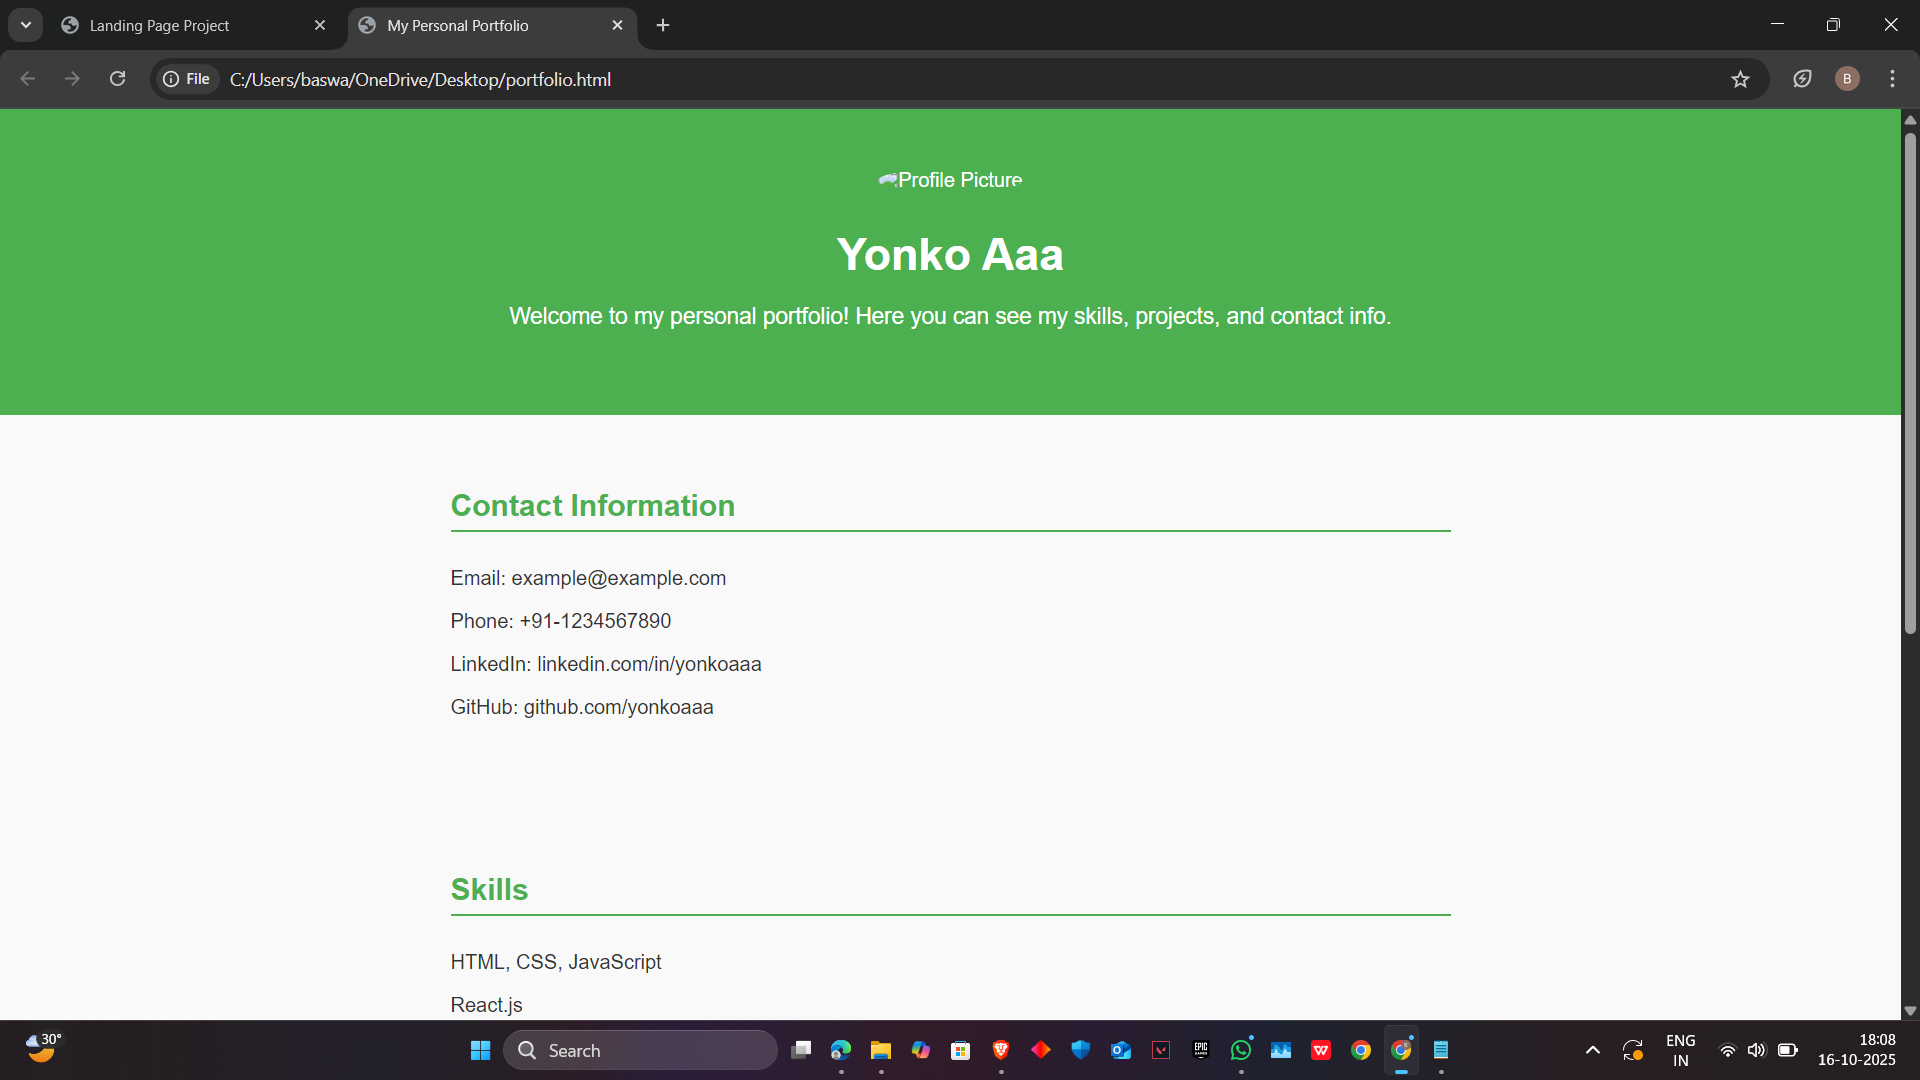 Landing Page Project
My Personal Portfolio
File
C:/Users/baswa/OneDrive/Desktop/portfolio.html
B
Profile Picture
Yonko Aaa
Welcome to my personal portfolio! Here you can see my skills, projects, and contact info.
Contact Information
Email: example@example.com
Phone: +91-1234567890
LinkedIn: linkedin.com/in/yonkoaaa
GitHub: github.com/yonkoaaa
Skills
HTML, CSS, JavaScript
React.js
30°
Search
EPIC
GAMES
ENG
IN
18:08
16-10-2025